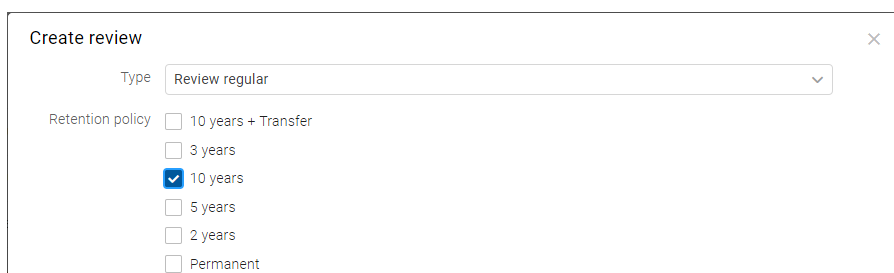 Create review
Type
Review regular
Retention policy
10 years + Transfer
3 years
10 years
5 years
2 years
Permanent